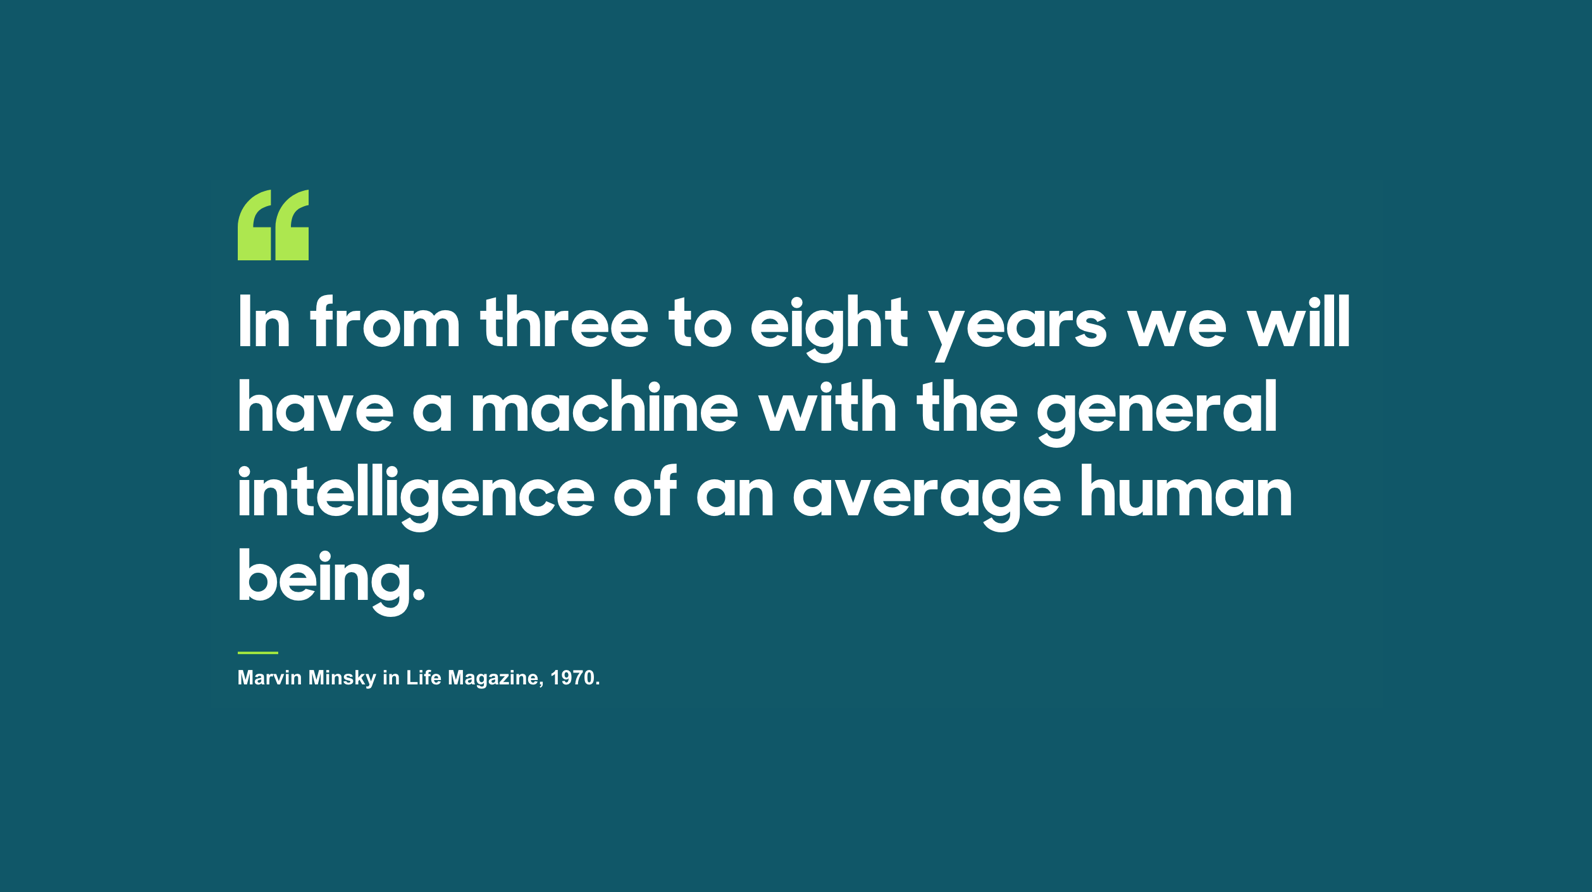 “
In from three to eight years we will
have a machine with the general
intelligence of an average human
being.
Marvin Minsky in Life Magazine, 1970.